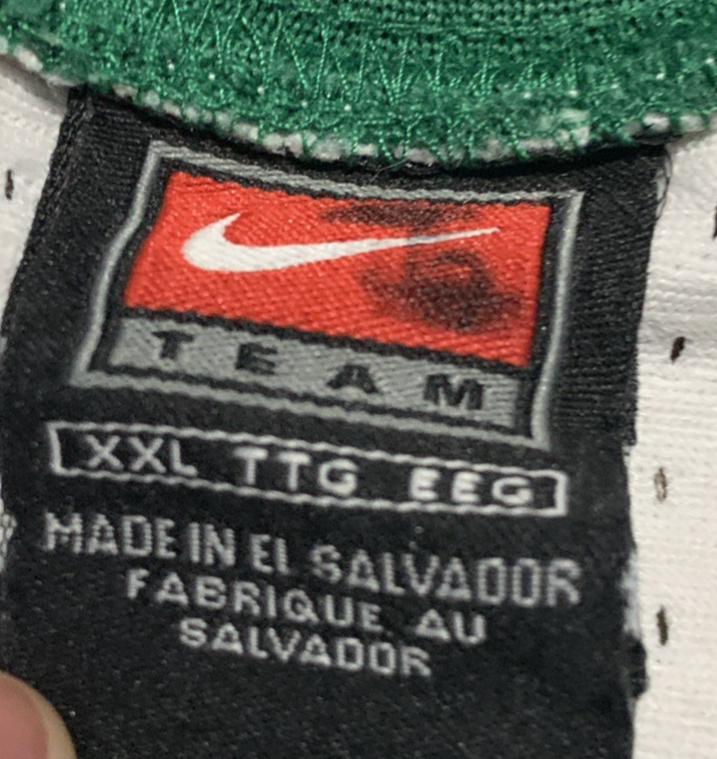 TEAM
XXL TTG EEG
MADE IN EL SALVADOR
FABRIQUE AU
SALVADOR